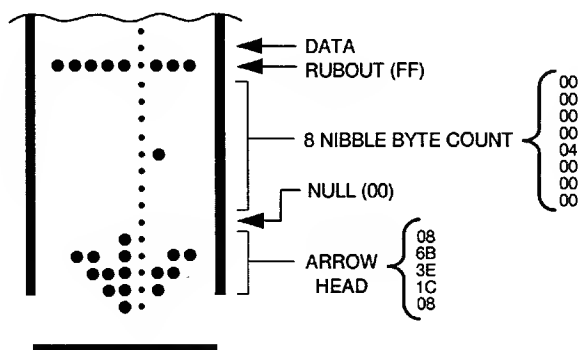 DATA
RUBOUT (FF)
8 NIBBLE BYTE COUNT
00
00
00
00
04
00
00
00
NULL (00)
ARROW
HEAD
08
6B
3E
1C
08